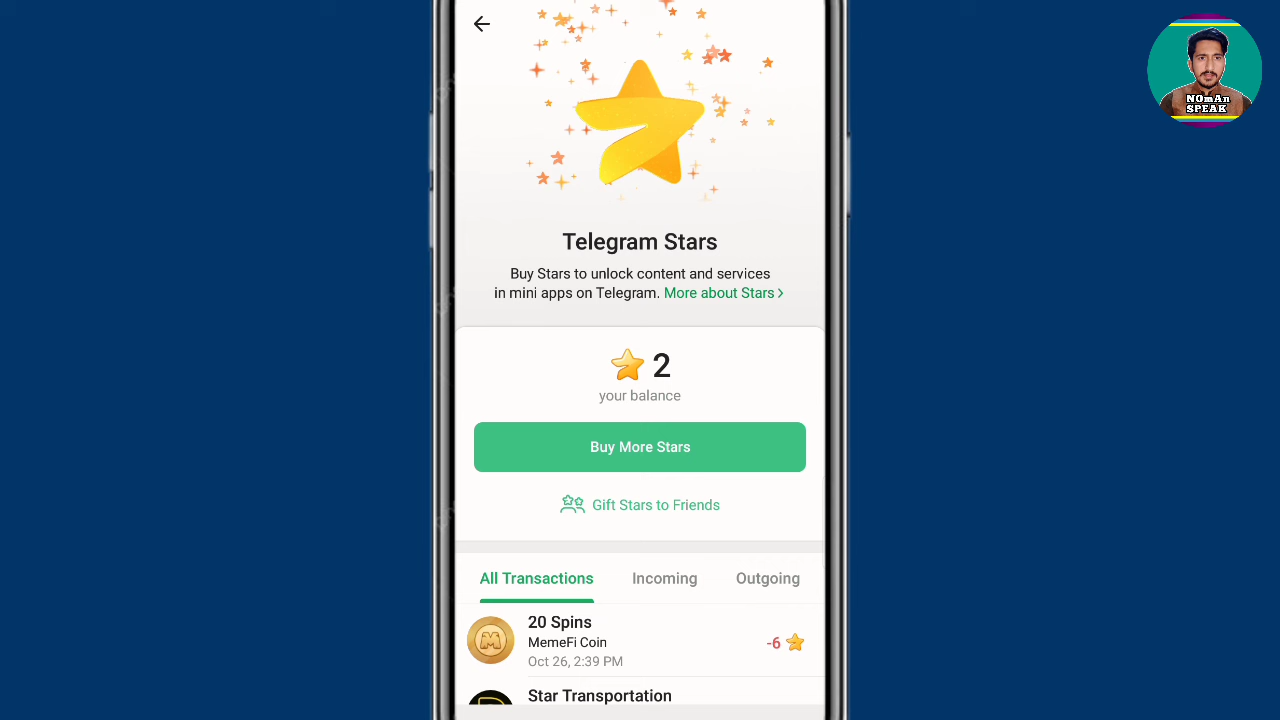 NOmAn
SPEAK
Telegram Stars
Buy Stars to unlock content and services
in mini apps on Telegram. More about Stars >
2
your balance
Buy More Stars
Gift Stars to Friends
All Transactions Incoming Outgoing
20 Spins
MemeFi Coin
-6
Oct 26, 2:39 PM
Star Transportation